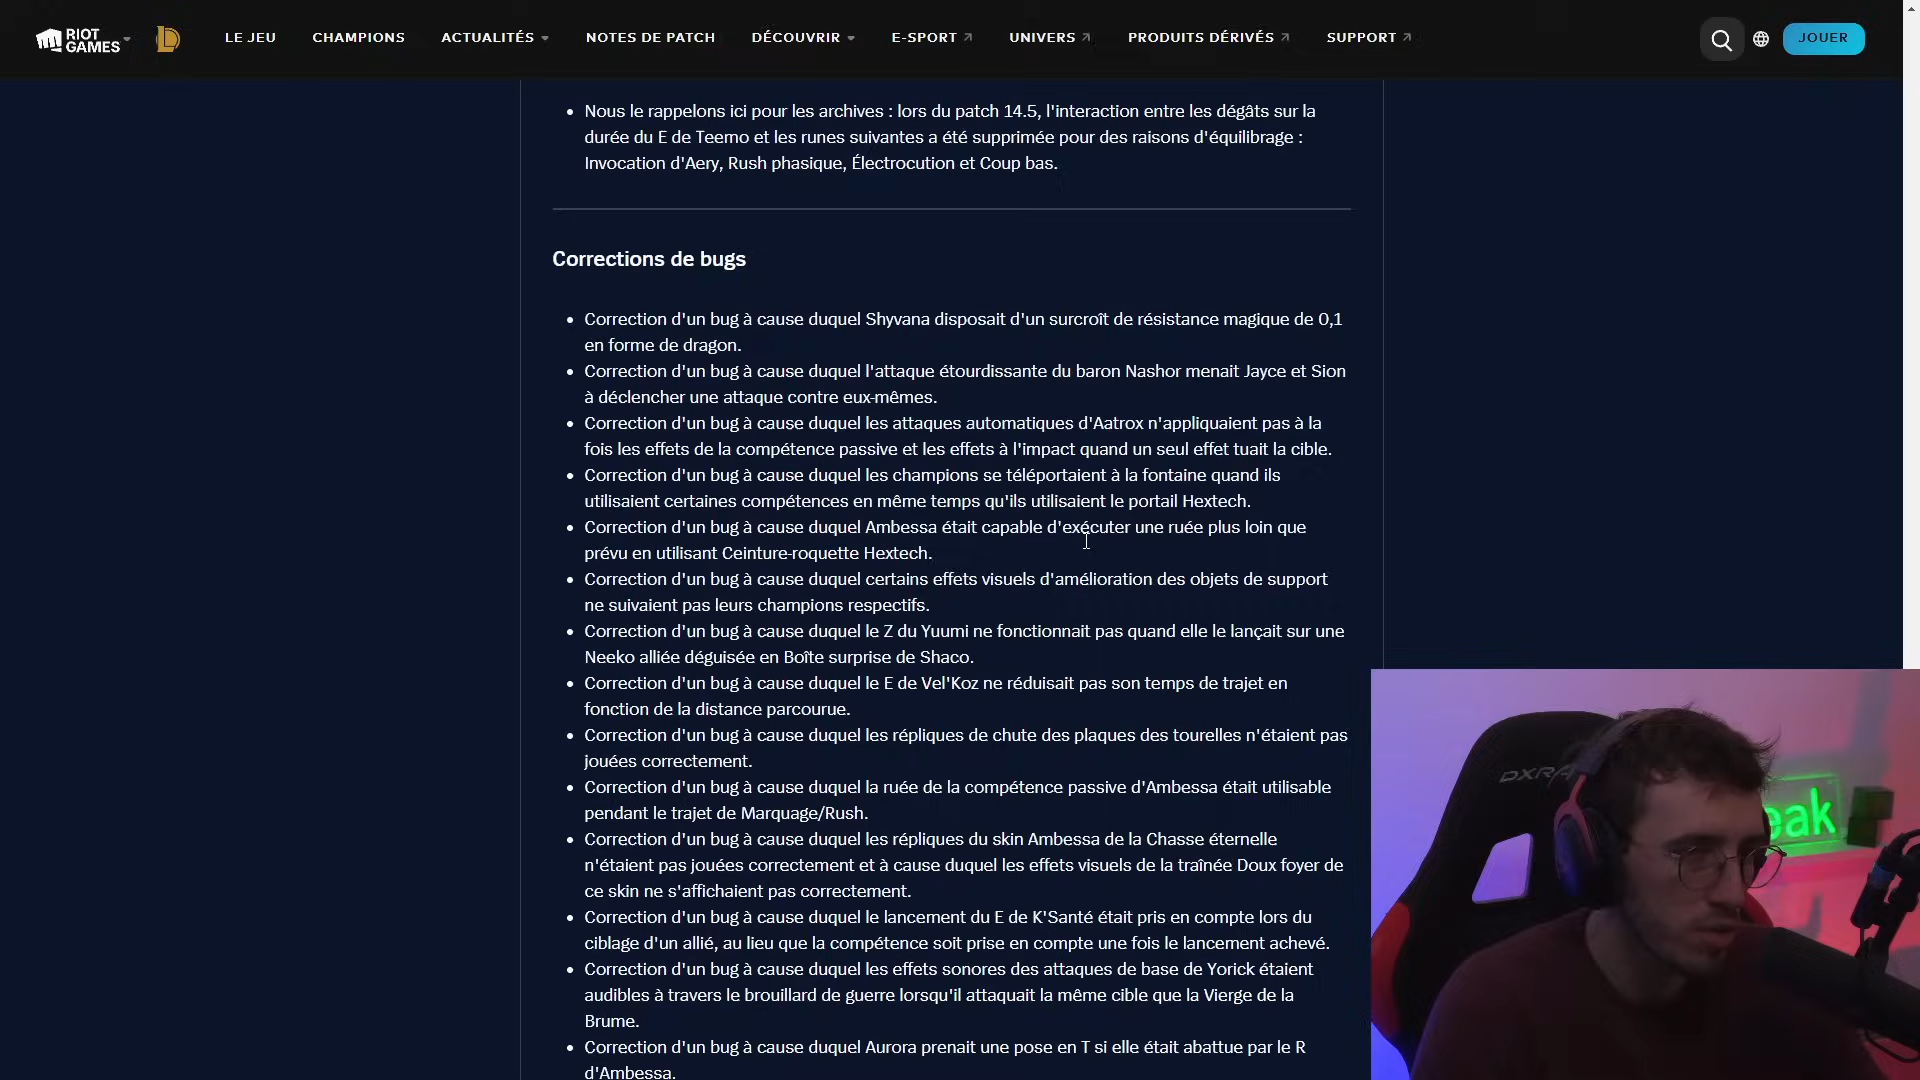 RIOT
GAMES
LE JEU
CHAMPIONS
ACTUALITÉS
NOTES DE PATCH
DÉCOUVRIR
E-SPORT
UNIVERS
PRODUITS DÉRIVÉS
SUPPORT
JOUER
Nous le rappelons ici pour les archives : lors du patch 14.5, l'interaction entre les dégâts sur la
durée du E de Teemo et les runes suivantes a été supprimée pour des raisons d'équilibrage :
Invocation d'Aery, Rush phasique, Électrocution et Coup bas.
Corrections de bugs
Correction d'un bug à cause duquel Shyvana disposait d'un surcroît de résistance magique de 0,1
en forme de dragon.
Correction d'un bug à cause duquel l'attaque étourdissante du baron Nashor menait Jayce et Sion
à déclencher une attaque contre eux-mêmes.
Correction d'un bug à cause duquel les attaques automatiques d'Aatrox n'appliquaient pas à la
fois les effets de la compétence passive et les effets à l'impact quand un seul effet tuait la cible.
Correction d'un bug à cause duquel les champions se téléportaient à la fontaine quand ils
utilisaient certaines compétences en même temps qu'ils utilisaient le portail Hextech.
Correction d'un bug à cause duquel Ambessa était capable d'exécuter une ruée plus loin que
prévu en utilisant Ceinture-roquette Hextech.
Correction d'un bug à cause duquel certains effets visuels d'amélioration des objets de support
ne suivaient pas leurs champions respectifs.
Correction d'un bug à cause duquel le Z du Yuumi ne fonctionnait pas quand elle le lançait sur une
Neeko alliée déguisée en Boîte surprise de Shaco.
Correction d'un bug à cause duquel le E de Vel'Koz ne réduisait pas son temps de trajet en
fonction de la distance parcourue.
Correction d'un bug à cause duquel les répliques de chute des plaques des tourelles n'étaient pas
jouées correctement.
Correction d'un bug à cause duquel la ruée de la compétence passive d'Ambessa était utilisable
pendant le trajet de Marquage/Rush.
Correction d'un bug à cause duquel les répliques du skin Ambessa de la Chasse éternelle
n'étaient pas jouées correctement et à cause duquel les effets visuels de la traînée Doux foyer de
ce skin ne s'affichaient pas correctement.
Correction d'un bug à cause duquel le lancement du E de K'Santé était pris en compte lors du
ciblage d'un allié, au lieu que la compétence soit prise en compte une fois le lancement achevé.
Correction d'un bug à cause duquel les effets sonores des attaques de base de Yorick étaient
audibles à travers le brouillard de guerre lorsqu'il attaquait la même cible que la Vierge de la
Brume.
Correction d'un bug à cause duquel Aurora prenait une pose en T si elle était abattue par le R
d'Ambessa.
eak